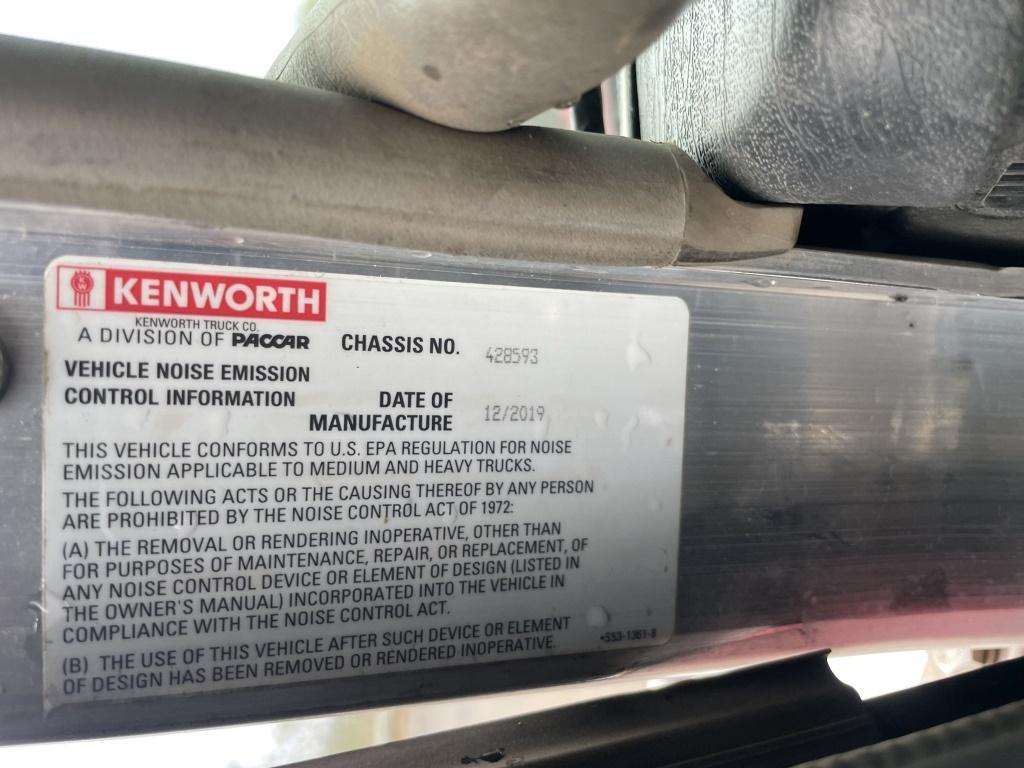 KENWORTH
KENWORTH TRUCK CO.
A DIVISION OF PACCAR
CHASSIS NO. 428593
VEHICLE NOISE EMISSION
CONTROL INFORMATION
DATE OF
MANUFACTURE 12/2019
THIS VEHICLE CONFORMS TO U.S. EPA REGULATION FOR NOISE
EMISSION APPLICABLE TO MEDIUM AND HEAVY TRUCKS.
THE FOLLOWING ACTS OR THE CAUSING THEREOF BY ANY PERSON
ARE PROHIBITED BY THE NOISE CONTROL ACT OF 1972:
(A) THE REMOVAL OR RENDERING INOPERATIVE, OTHER THAN
FOR PURPOSES OF MAINTENANCE, REPAIR, OR REPLACEMENT, OF
ANY NOISE CONTROL DEVICE OR ELEMENT OF DESIGN (LISTED IN
THE OWNER'S MANUAL) INCORPORATED INTO THE VEHICLE IN
COMPLIANCE WITH THE NOISE CONTROL ACT.
(B) THE USE OF THIS VEHICLE AFTER SUCH DEVICE OR ELEMENT
OF DESIGN HAS BEEN REMOVED OR RENDERED INOPERATIVE.
•S53-1361-8